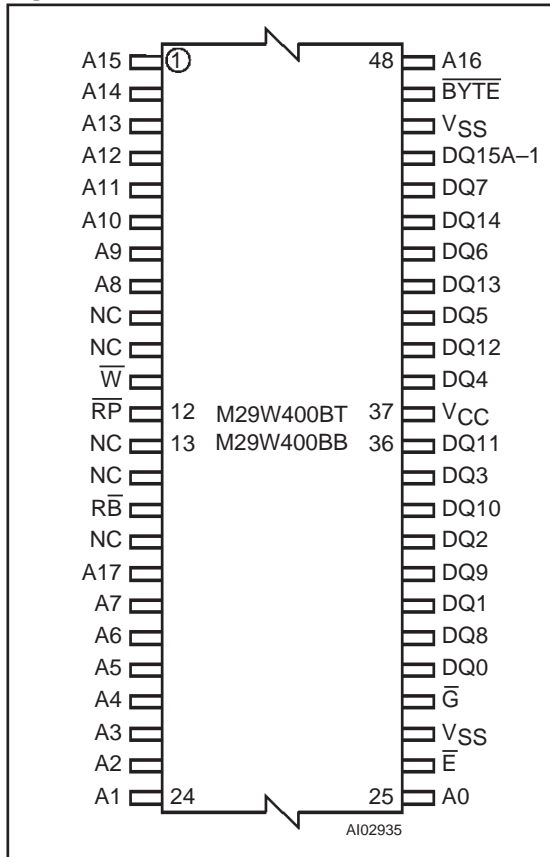 A15 1 48 A16
A14 B̅Y̅T̅E̅
A13 VSS
A12 DQ15A–1
A11 DQ7
A10 DQ14
A9 DQ6
A8 DQ13
NC DQ5
NC DQ12
W̅ DQ4
R̅P̅ 12 M29W400BT 37 VCC
NC 13 M29W400BB 36 DQ11
NC DQ3
RB̅ DQ10
NC DQ2
A17 DQ9
A7 DQ1
A6 DQ8
A5 DQ0
A4 G̅
A3 VSS
A2 E̅
A1 24 25 A0
AI02935